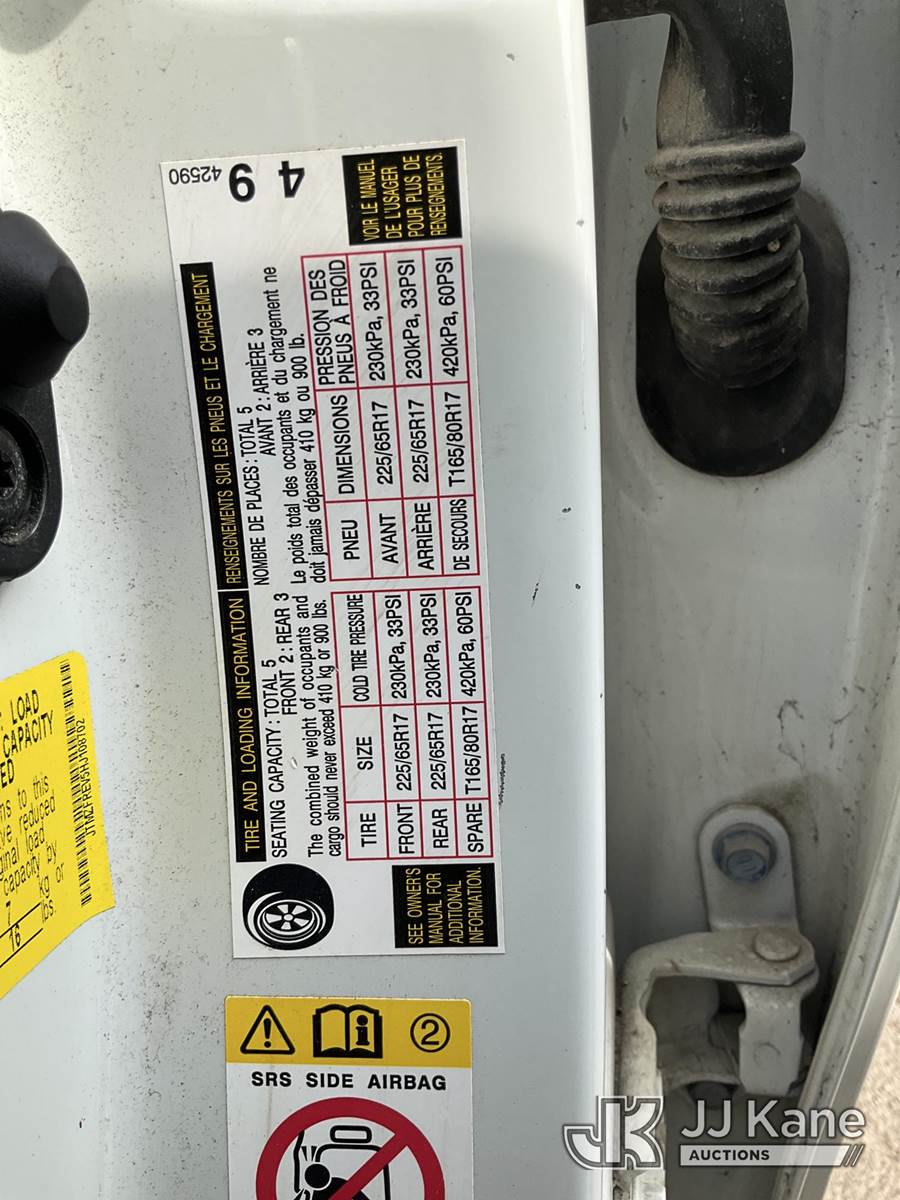 42590
4 9
TIRE AND LOADING INFORMATION
SEATING CAPACITY : TOTAL 5
FRONT 2 : REAR 3
The combined weight of occupants and
cargo should never exceed 410 kg or 900 lbs.
TIRE SIZE COLD TIRE PRESSURE
FRONT 225/65R17 230kPa, 33PSI
REAR 225/65R17 230kPa, 33PSI
SPARE T165/80R17 420kPa, 60PSI
SEE OWNER'S
MANUAL FOR
ADDITIONAL
INFORMATION.
RENSEIGNEMENTS SUR LES PNEUS ET LE CHARGEMENT
NOMBRE DE PLACES : TOTAL 5
AVANT 2 : ARRIÈRE 3
Le poids total des occupants et du chargement ne
doit jamais dépasser 410 kg ou 900 lb.
PNEU DIMENSIONS PRESSION DES
PNEUS À FROID
AVANT 225/65R17 230kPa, 33PSI
ARRIÈRE 225/65R17 230kPa, 33PSI
DE SECOURS T165/80R17 420kPa, 60PSI
VOIR LE MANUEL
DE L'USAGER
POUR PLUS DE
RENSEIGNEMENTS.
LOAD
CAPACITY
to this
reduced
load
capacity by
7 kg or
16 lbs.
2
SRS SIDE AIRBAG
JJ Kane
AUCTIONS